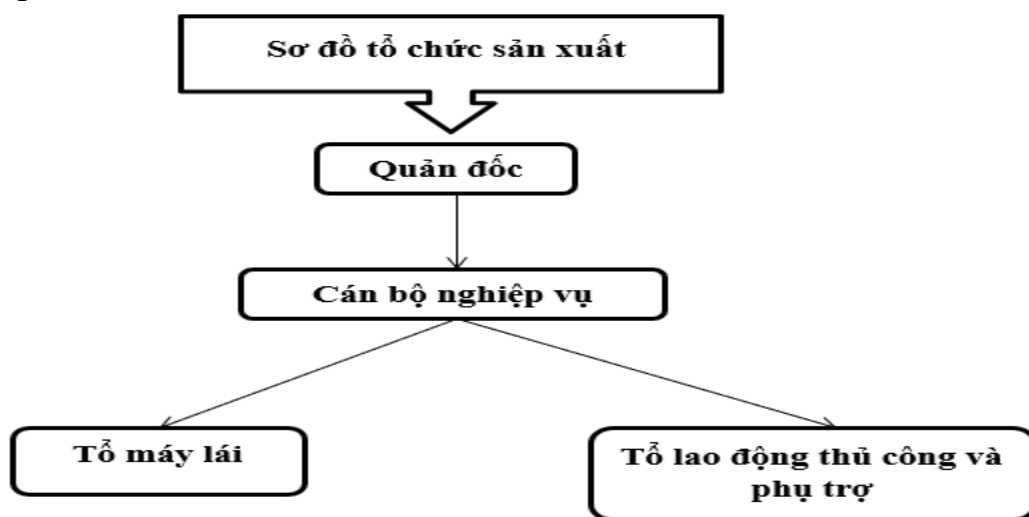 Sơ đồ tổ chức sản xuất
Quản đốc
Cán bộ nghiệp vụ
Tổ máy lái
Tổ lao động thủ công và
phụ trợ